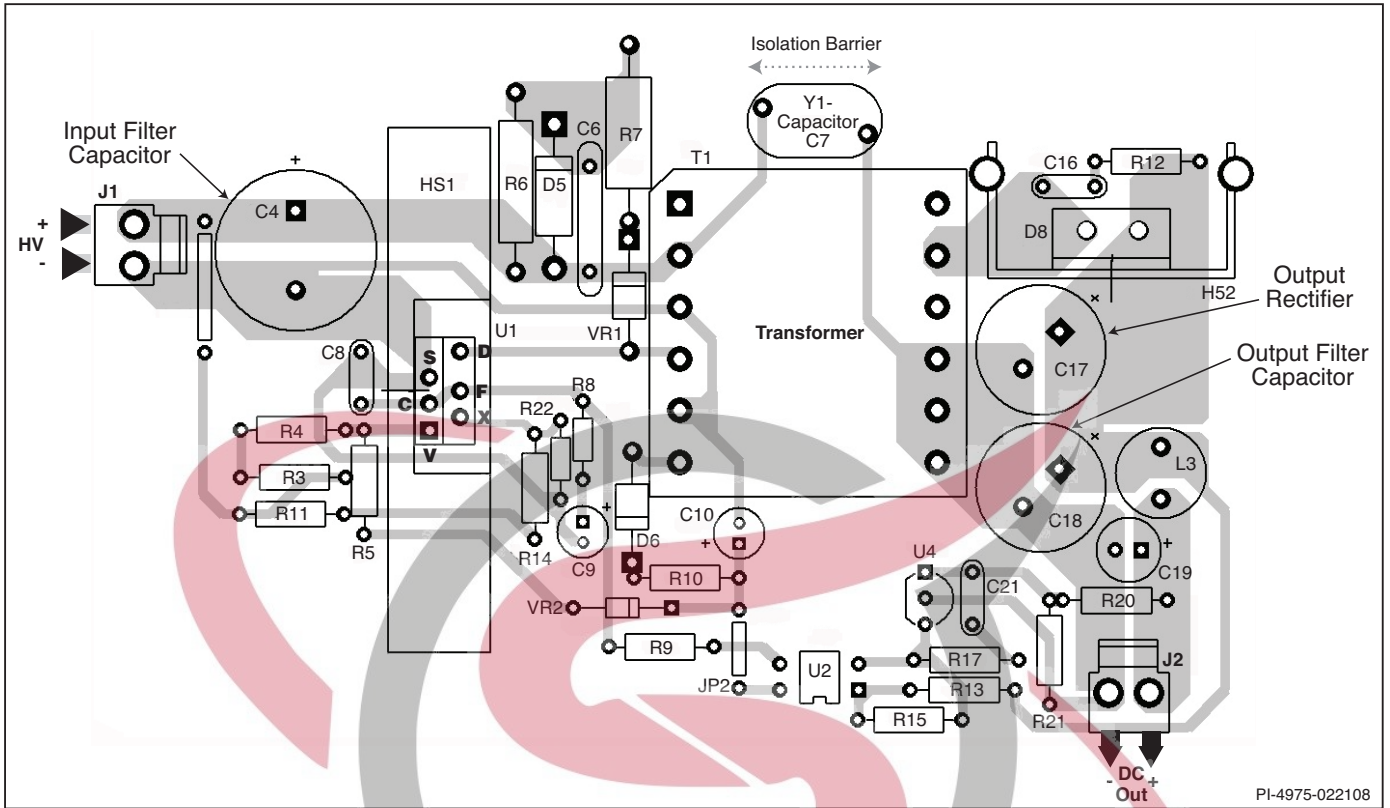 Isolation Barrier
Y1-
Capacitor
C7
Input Filter
Capacitor
+
J1
HS1
R6
D5
C6
R7
T1
C16
R12
C4
+
HV
-
D8
H52
Output
Rectifier
Transformer
VR1
U1
C8
S
D
F
C
X
V
C17
Output Filter
Capacitor
R8
R22
R4
R3
R11
R5
R14
C9
+
D6
C10
+
L3
C18
+
C19
U4
C21
R10
R20
VR2
R9
JP2
U2
R17
R13
R15
R21
J2
- DC +
Out
PI-4975-022108